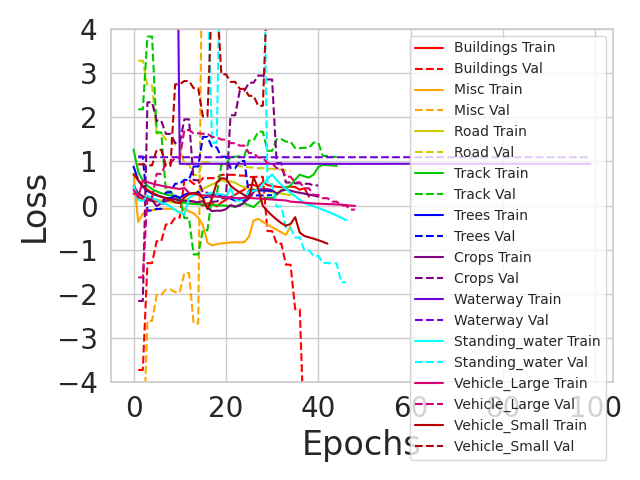 4
3
2
1
0
−1
−2
−3
−4
Loss
0
20
40
60
80
100
Epochs
Buildings Train
Buildings Val
Misc Train
Misc Val
Road Train
Road Val
Track Train
Track Val
Trees Train
Trees Val
Crops Train
Crops Val
Waterway Train
Waterway Val
Standing_water Train
Standing_water Val
Vehicle_Large Train
Vehicle_Large Val
Vehicle_Small Train
Vehicle_Small Val